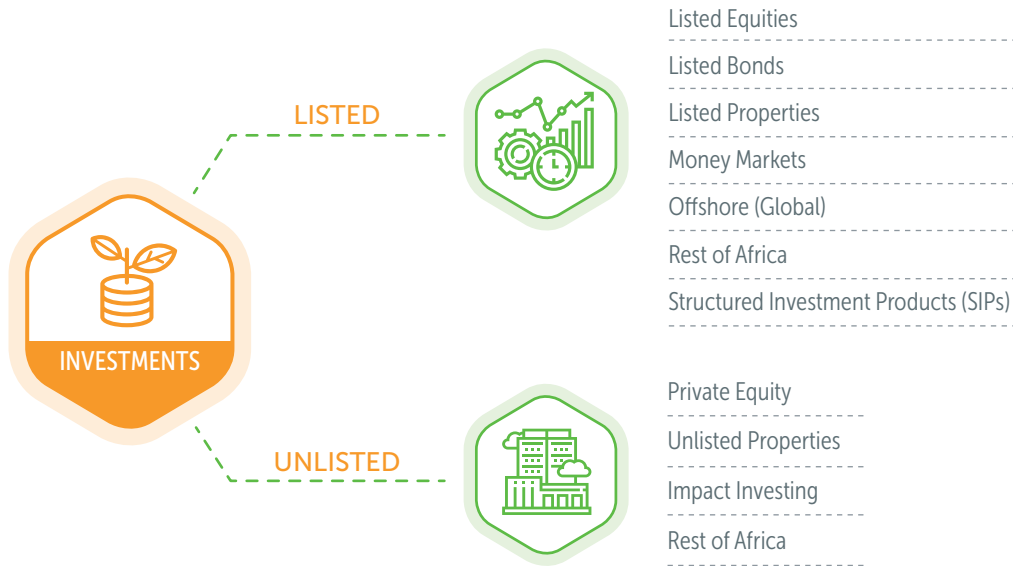 INVESTMENTS
LISTED
Listed Equities
Listed Bonds
Listed Properties
Money Markets
Offshore (Global)
Rest of Africa
Structured Investment Products (SIPs)
UNLISTED
Private Equity
Unlisted Properties
Impact Investing
Rest of Africa